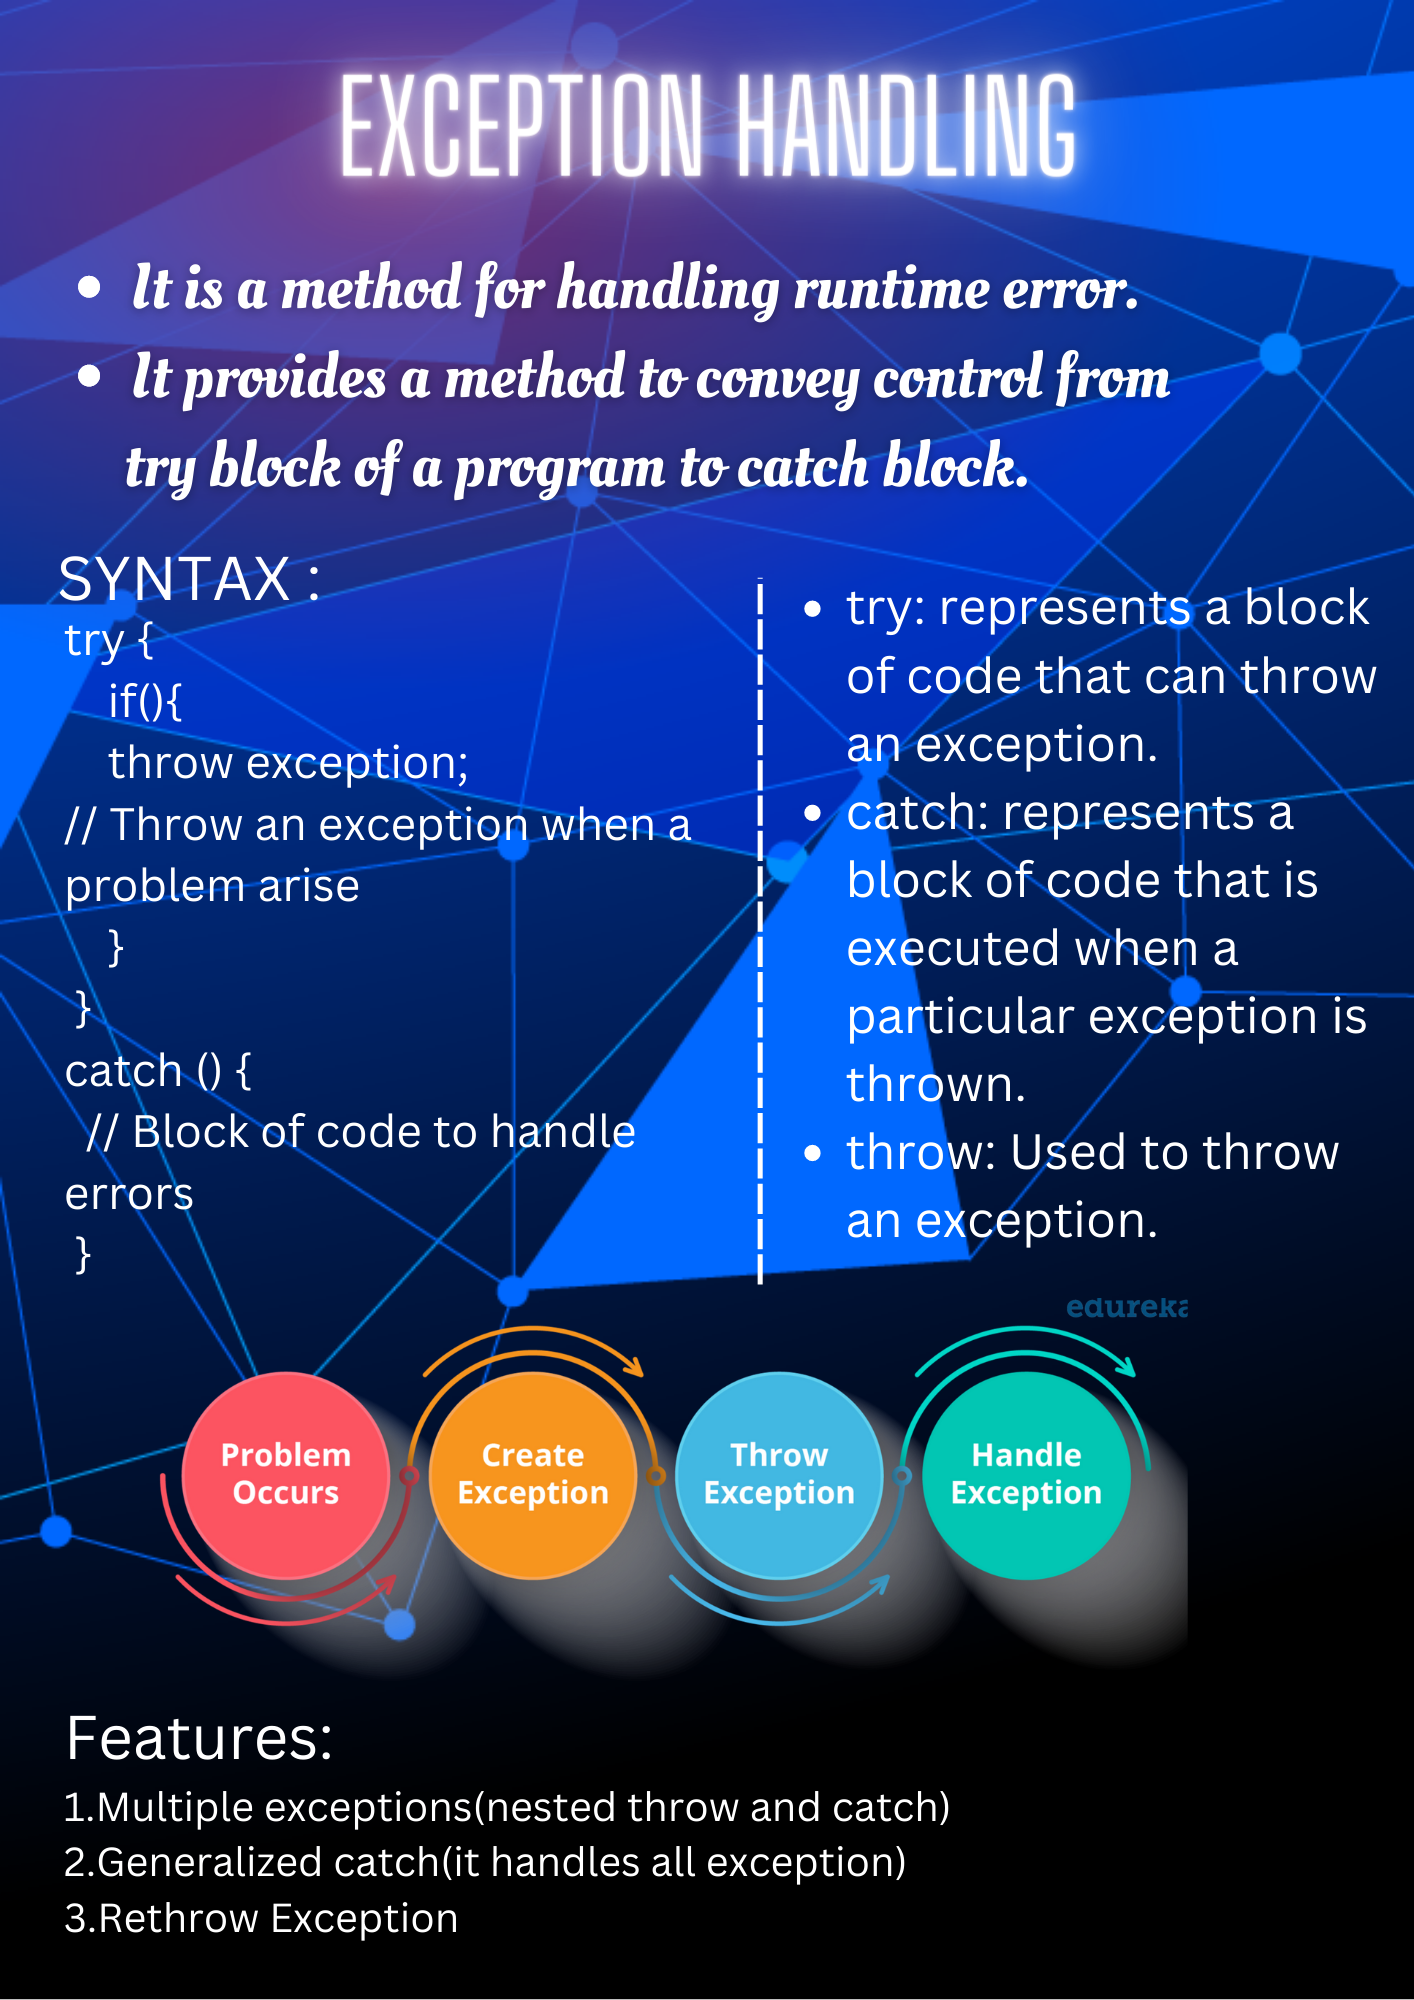 EXCEPTION HANDLING
• It is a method for handling runtime error.
• It provides a method to convey control from
try block of a program to catch block.
SYNTAX :
try {
if(){
throw exception;
// Throw an exception when a
problem arise
}
}
catch () {
// Block of code to handle
errors
}
• try: represents a block
of code that can throw
an exception.
• catch: represents a
block of code that is
executed when a
particular exception is
thrown.
• throw: Used to throw
an exception.
edureka
Problem
Occurs
Create
Exception
Throw
Exception
Handle
Exception
Features:
1.Multiple exceptions(nested throw and catch)
2.Generalized catch(it handles all exception)
3.Rethrow Exception